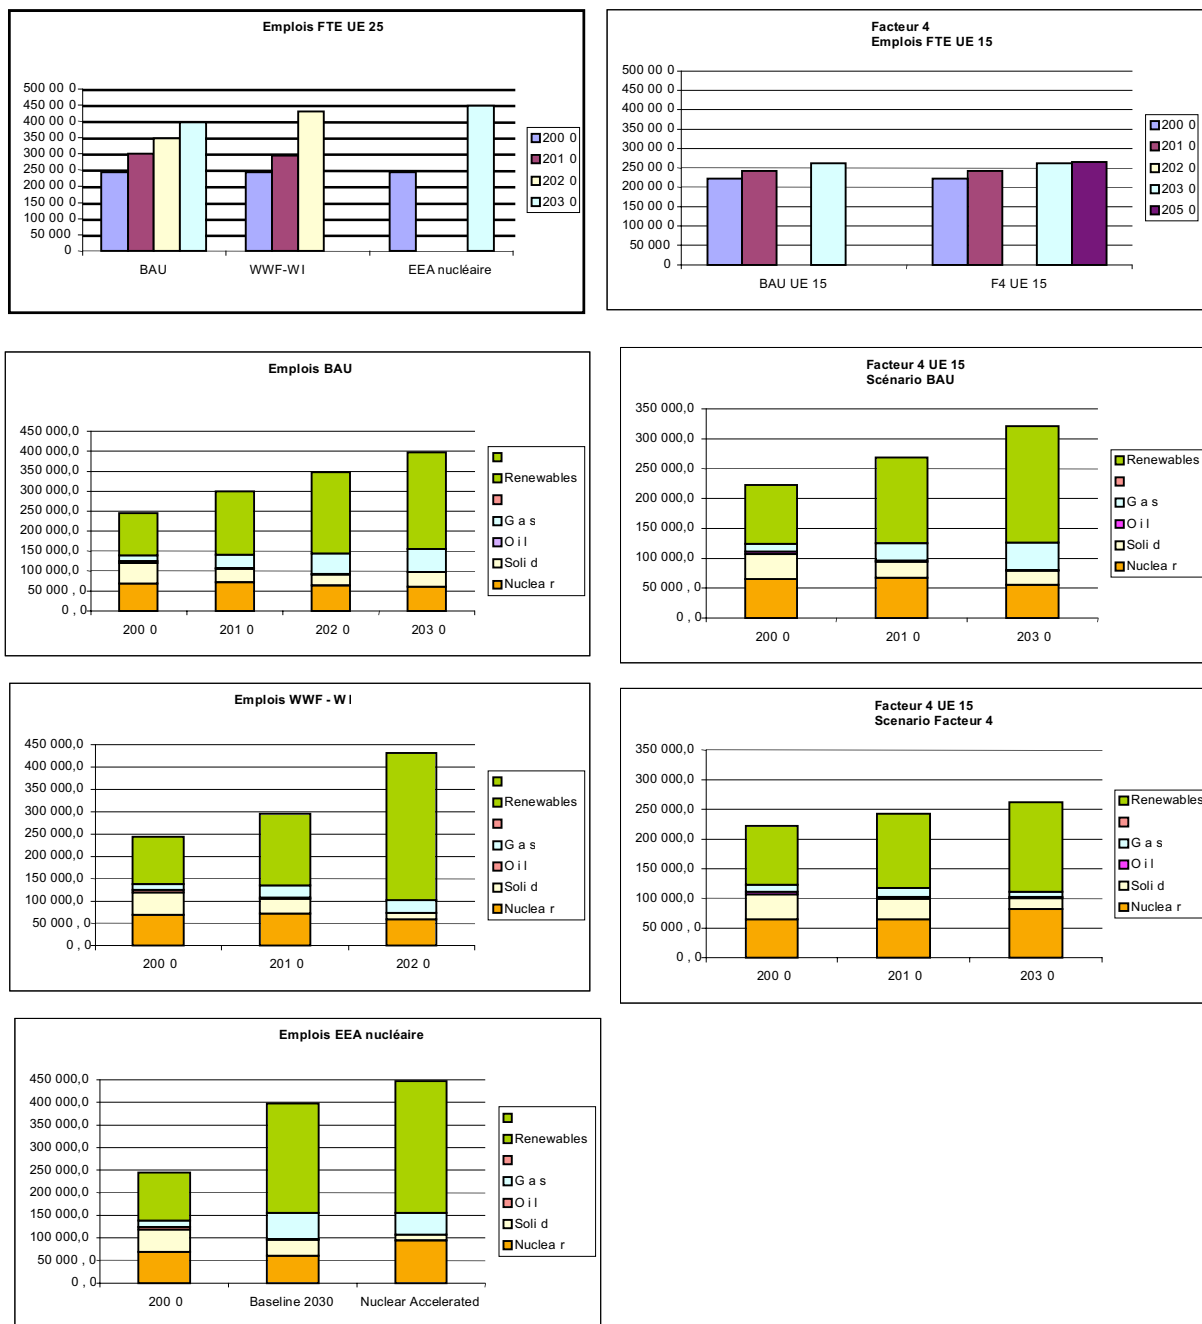 Emplois FTE UE 25
500 00 0
450 00 0
400 00 0
350 00 0
300 00 0
250 00 0
200 00 0
150 00 0
100 00 0
50 000
0
BAU WWF-W I EEA nucléaire
200 0
201 0
202 0
203 0
Facteur 4
Emplois FTE UE 15
500 00 0
450 00 0
400 00 0
350 00 0
300 00 0
250 00 0
200 00 0
150 00 0
100 00 0
50 000
0
BAU UE 15 F4 UE 15
200 0
201 0
202 0
203 0
205 0
Emplois BAU
450 000,0
400 000,0
350 000,0
300 000,0
250 000,0
200 000,0
150 000,0
100 000,0
50 000 , 0
0 , 0
200 0 201 0 202 0 203 0
Renewables
G a s
O i l
Soli d
Nuclea r
Facteur 4 UE 15
Scénario BAU
350 000,0
300 000,0
250 000,0
200 000,0
150 000,0
100 000,0
50 000 , 0
0 , 0
200 0 201 0 203 0
Renewables
G a s
O i l
Soli d
Nuclea r
Emplois WWF - W I
450 000,0
400 000,0
350 000,0
300 000,0
250 000,0
200 000,0
150 000,0
100 000,0
50 000 , 0
0 , 0
200 0 201 0 202 0
Renewables
G a s
O i l
Soli d
Nuclea r
Facteur 4 UE 15
Scenario Facteur 4
350 000,0
300 000,0
250 000,0
200 000,0
150 000,0
100 000,0
50 000 , 0
0 , 0
200 0 201 0 203 0
Renewables
G a s
O i l
Soli d
Nuclea r
Emplois EEA nucléaire
450 000,0
400 000,0
350 000,0
300 000,0
250 000,0
200 000,0
150 000,0
100 000,0
50 000 , 0
0 , 0
200 0 Baseline 2030 Nuclear Accelerated
Renewables
G a s
O i l
Soli d
Nuclea r